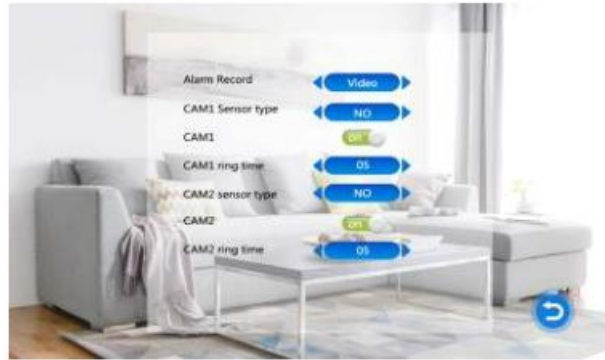 Alarm Record Video
CAM1 Sensor type NO
CAM1 on
CAM1 ring time 05
CAM2 sensor type NO
CAM2 on
CAM2 ring time 05